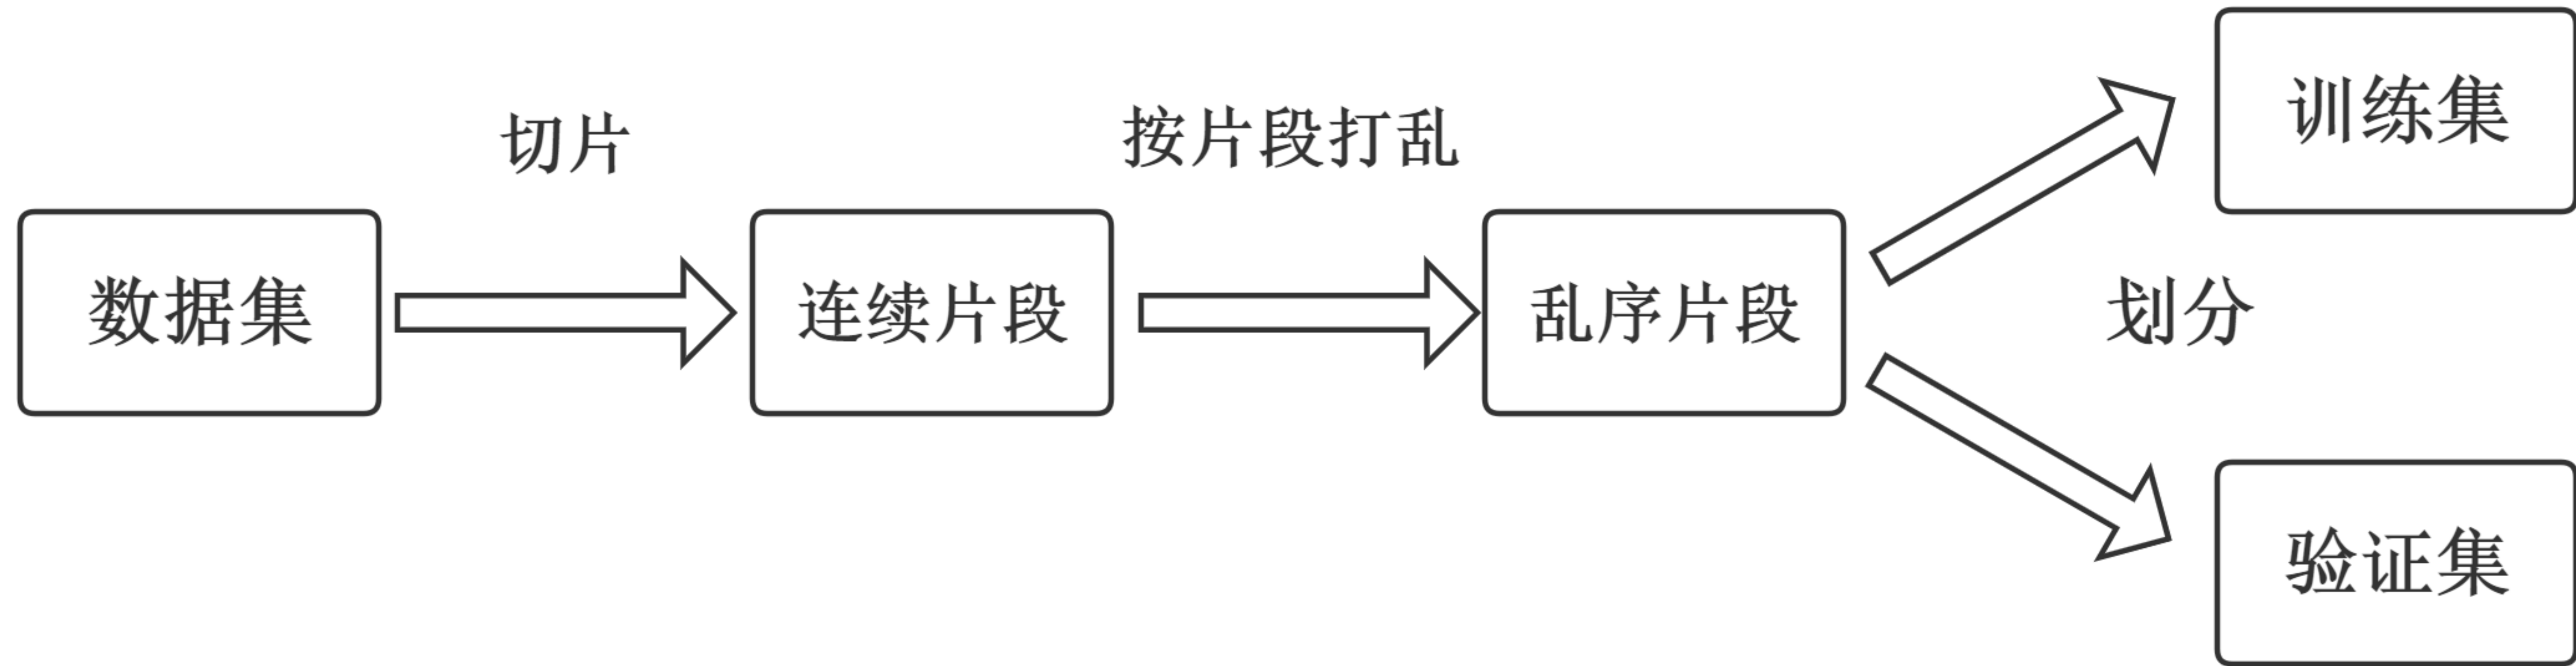 数据集
切片
连续片段
按片段打乱
乱序片段
划分
训练集
验证集